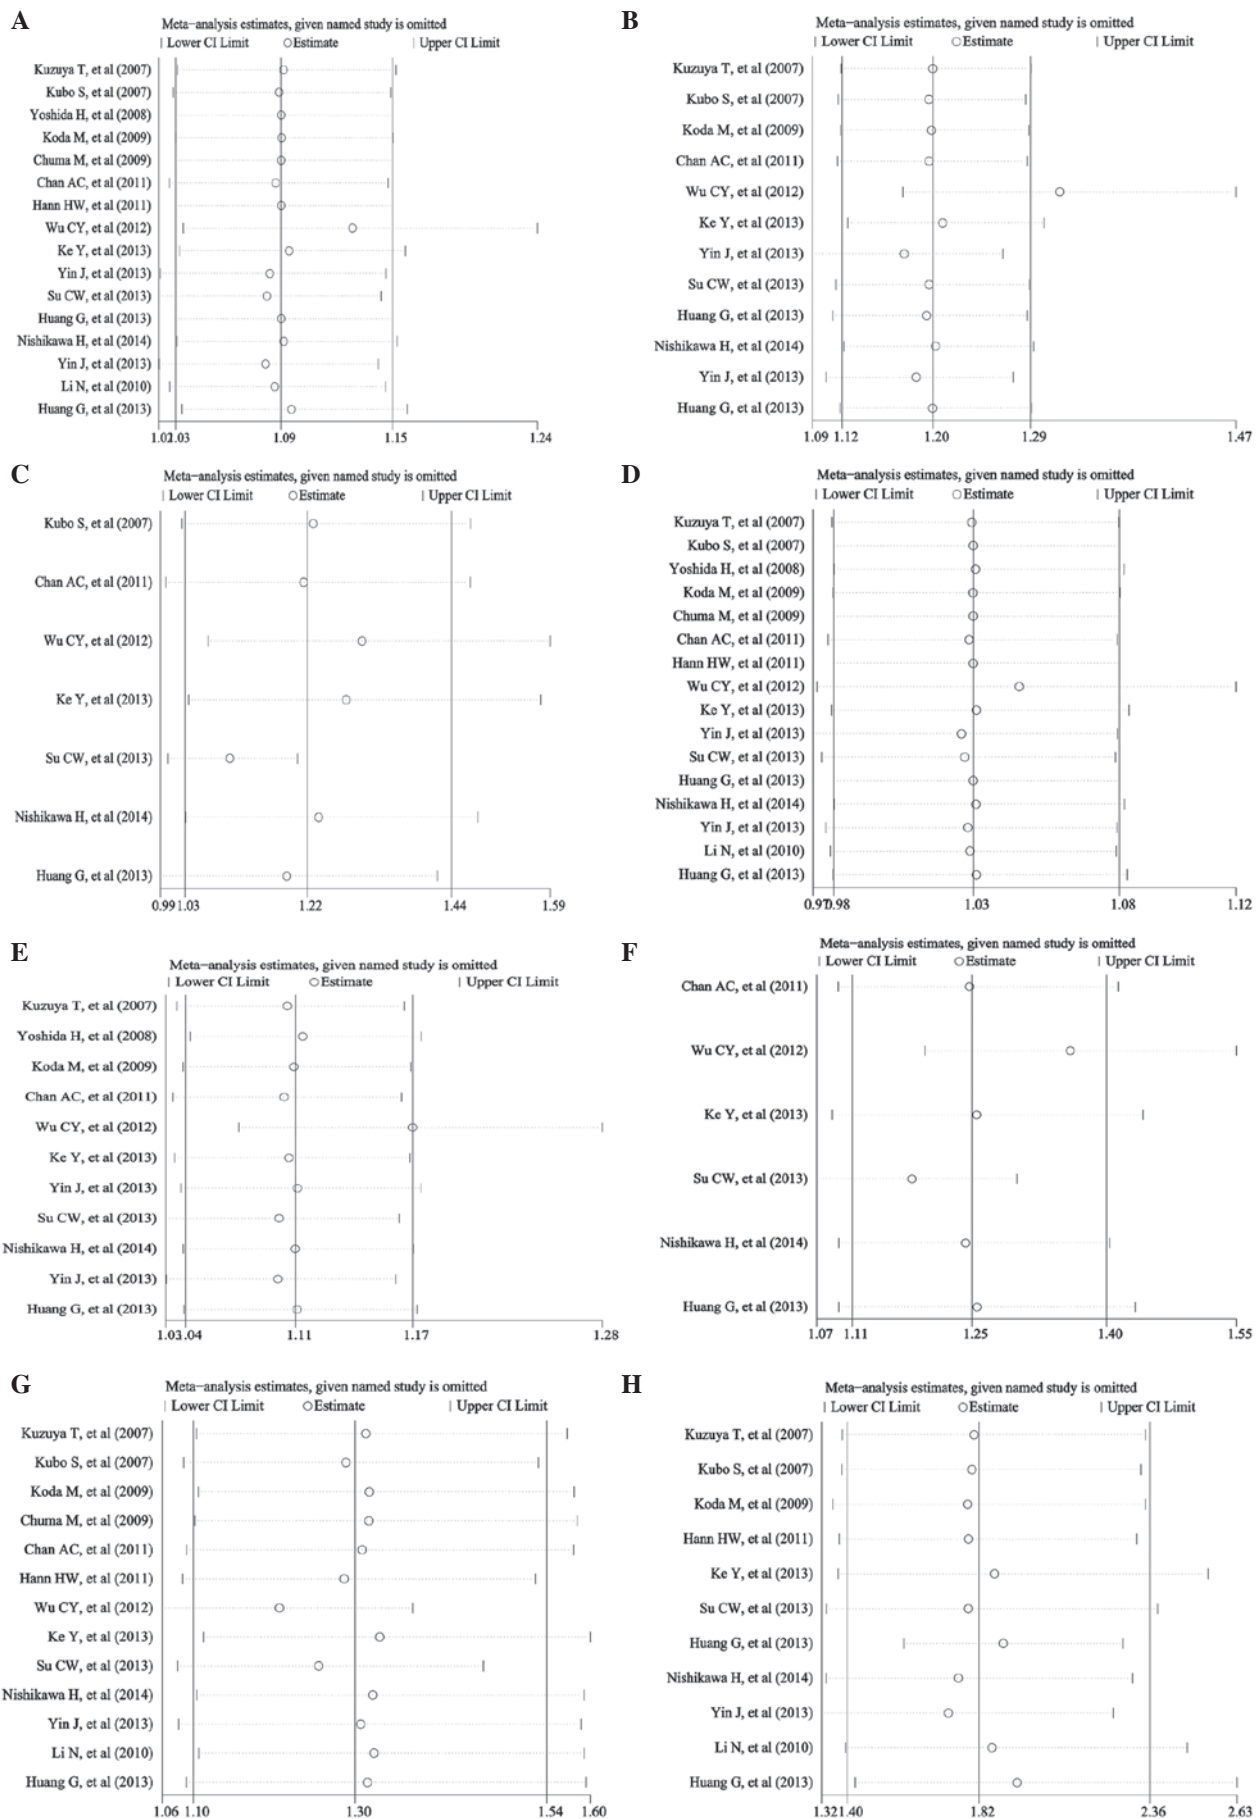 A
Meta−analysis estimates, given named study is omitted
| Lower CI Limit ○Estimate | Upper CI Limit
Kuzuya T, et al (2007)
Kubo S, et al (2007)
Yoshida H, et al (2008)
Koda M, et al (2009)
Chuma M, et al (2009)
Chan AC, et al (2011)
Hann HW, et al (2011)
Wu CY, et al (2012)
Ke Y, et al (2013)
Yin J, et al (2013)
Su CW, et al (2013)
Huang G, et al (2013)
Nishikawa H, et al (2014)
Yin J, et al (2013)
Li N, et al (2010)
Huang G, et al (2013)
1.02 1.03 1.09 1.15 1.24
B
Meta−analysis estimates, given named study is omitted
| Lower CI Limit ○Estimate | Upper CI Limit
Kuzuya T, et al (2007)
Kubo S, et al (2007)
Koda M, et al (2009)
Chan AC, et al (2011)
Wu CY, et al (2012)
Ke Y, et al (2013)
Yin J, et al (2013)
Su CW, et al (2013)
Huang G, et al (2013)
Nishikawa H, et al (2014)
Yin J, et al (2013)
Huang G, et al (2013)
1.09 1.12 1.20 1.29 1.47
C
Meta−analysis estimates, given named study is omitted
| Lower CI Limit ○Estimate | Upper CI Limit
Kubo S, et al (2007)
Chan AC, et al (2011)
Wu CY, et al (2012)
Ke Y, et al (2013)
Su CW, et al (2013)
Nishikawa H, et al (2014)
Huang G, et al (2013)
0.99 1.03 1.22 1.44 1.59
D
Meta−analysis estimates, given named study is omitted
| Lower CI Limit ○Estimate | Upper CI Limit
Kuzuya T, et al (2007)
Kubo S, et al (2007)
Yoshida H, et al (2008)
Koda M, et al (2009)
Chuma M, et al (2009)
Chan AC, et al (2011)
Hann HW, et al (2011)
Wu CY, et al (2012)
Ke Y, et al (2013)
Yin J, et al (2013)
Su CW, et al (2013)
Huang G, et al (2013)
Nishikawa H, et al (2014)
Yin J, et al (2013)
Li N, et al (2010)
Huang G, et al (2013)
0.97 0.98 1.03 1.08 1.12
E
Meta−analysis estimates, given named study is omitted
| Lower CI Limit ○Estimate | Upper CI Limit
Kuzuya T, et al (2007)
Yoshida H, et al (2008)
Koda M, et al (2009)
Chan AC, et al (2011)
Wu CY, et al (2012)
Ke Y, et al (2013)
Yin J, et al (2013)
Su CW, et al (2013)
Nishikawa H, et al (2014)
Yin J, et al (2013)
Huang G, et al (2013)
1.03 1.04 1.11 1.17 1.28
F
Meta−analysis estimates, given named study is omitted
| Lower CI Limit ○Estimate | Upper CI Limit
Chan AC, et al (2011)
Wu CY, et al (2012)
Ke Y, et al (2013)
Su CW, et al (2013)
Nishikawa H, et al (2014)
Huang G, et al (2013)
1.07 1.11 1.25 1.40 1.55
G
Meta−analysis estimates, given named study is omitted
| Lower CI Limit ○Estimate | Upper CI Limit
Kuzuya T, et al (2007)
Kubo S, et al (2007)
Koda M, et al (2009)
Chuma M, et al (2009)
Chan AC, et al (2011)
Hann HW, et al (2011)
Wu CY, et al (2012)
Ke Y, et al (2013)
Su CW, et al (2013)
Nishikawa H, et al (2014)
Yin J, et al (2013)
Li N, et al (2010)
Huang G, et al (2013)
1.06 1.10 1.30 1.54 1.60
H
Meta−analysis estimates, given named study is omitted
| Lower CI Limit ○Estimate | Upper CI Limit
Kuzuya T, et al (2007)
Kubo S, et al (2007)
Koda M, et al (2009)
Hann HW, et al (2011)
Ke Y, et al (2013)
Su CW, et al (2013)
Huang G, et al (2013)
Nishikawa H, et al (2014)
Yin J, et al (2013)
Li N, et al (2010)
Huang G, et al (2013)
1.32 1.40 1.82 2.36 2.63